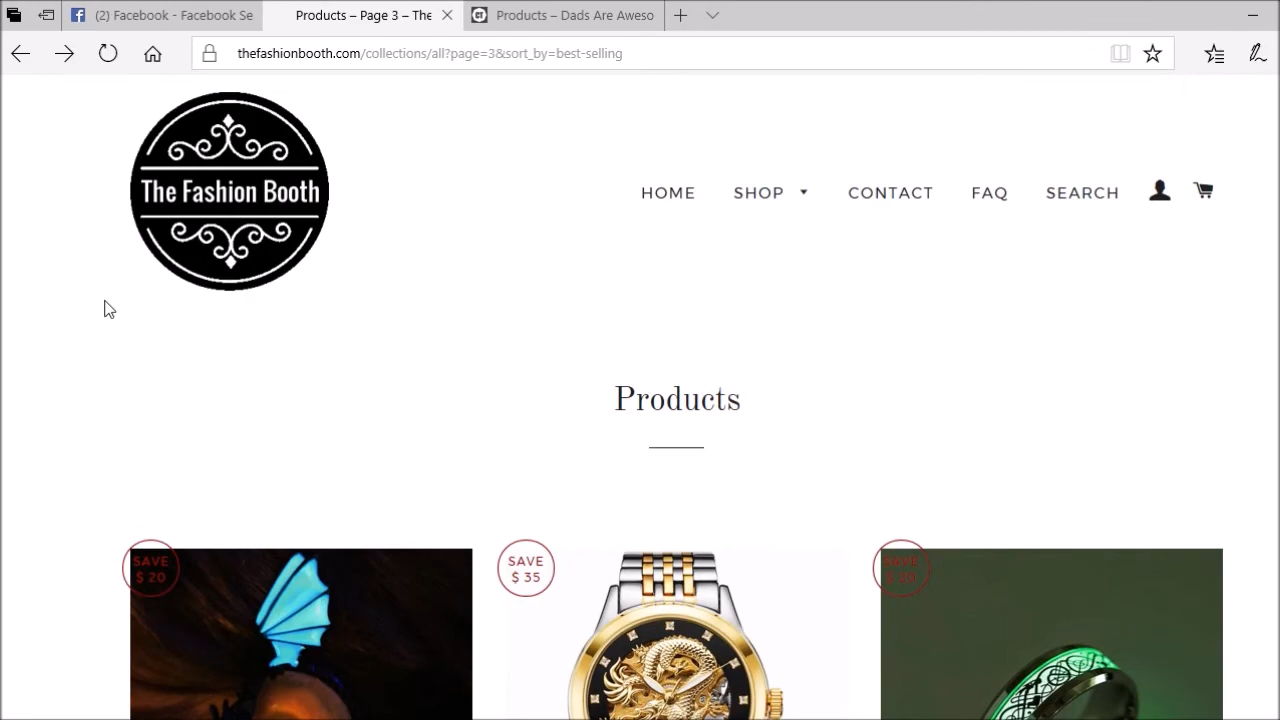 (2) Facebook - Facebook Se
Products – Page 3 – The
Products – Dads Are Aweso
thefashionbooth.com/collections/all?page=3&sort_by=best-selling
The Fashion Booth
HOME
SHOP
CONTACT
FAQ
SEARCH
Products
SAVE
$ 20
SAVE
$ 35
SAVE